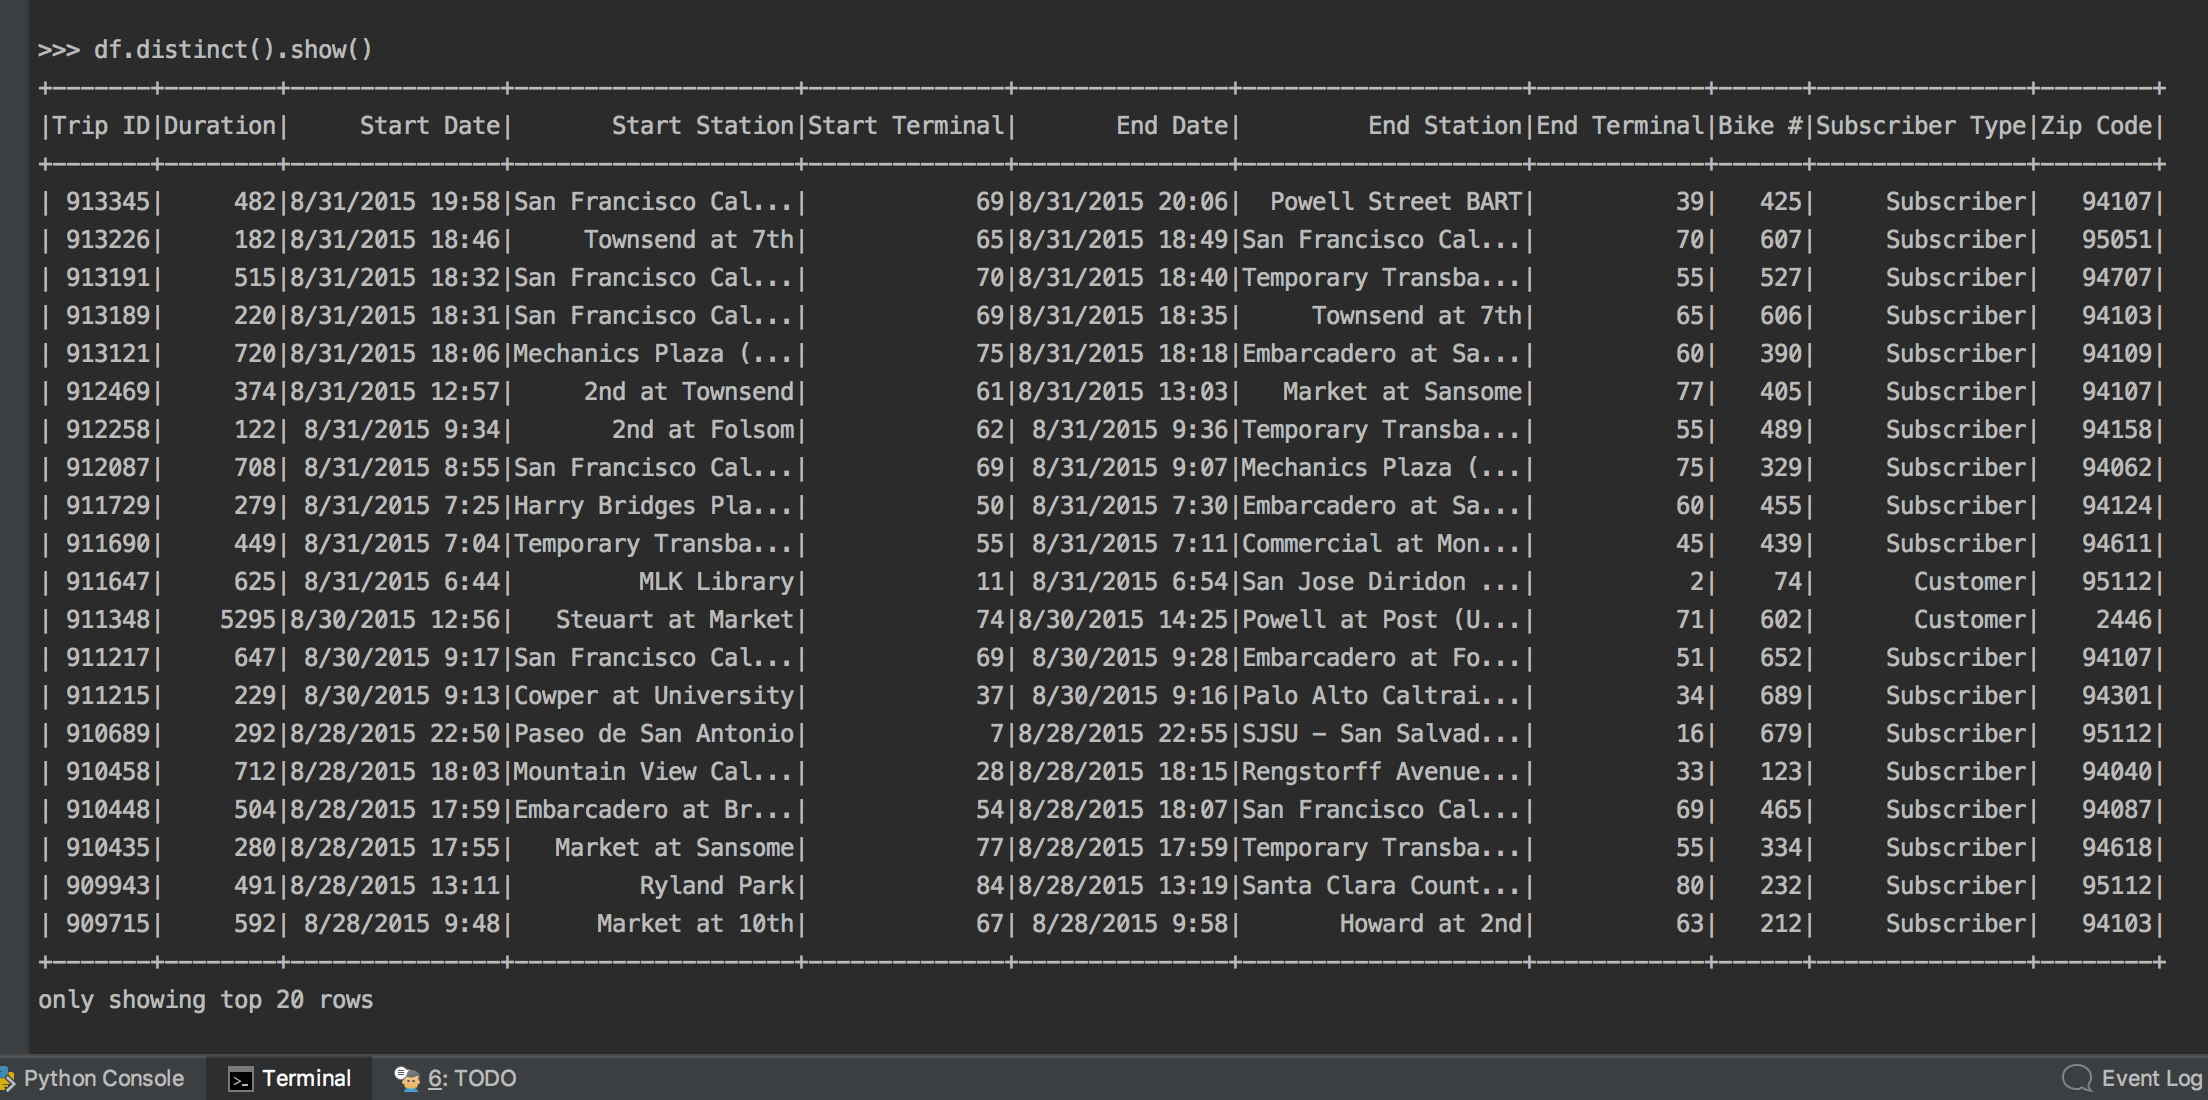 >>> df.distinct().show()
+-------+--------+---------------+--------------------+--------------+---------------+--------------------+------------+------+---------------+--------+
|Trip ID|Duration|     Start Date|       Start Station|Start Terminal|       End Date|         End Station|End Terminal|Bike #|Subscriber Type|Zip Code|
+-------+--------+---------------+--------------------+--------------+---------------+--------------------+------------+------+---------------+--------+
| 913345|     482|8/31/2015 19:58|San Francisco Cal...|            69|8/31/2015 20:06|  Powell Street BART|          39|   425|     Subscriber|   94107|
| 913226|     182|8/31/2015 18:46|     Townsend at 7th|            65|8/31/2015 18:49|San Francisco Cal...|          70|   607|     Subscriber|   95051|
| 913191|     515|8/31/2015 18:32|San Francisco Cal...|            70|8/31/2015 18:40|Temporary Transba...|          55|   527|     Subscriber|   94707|
| 913189|     220|8/31/2015 18:31|San Francisco Cal...|            69|8/31/2015 18:35|     Townsend at 7th|          65|   606|     Subscriber|   94103|
| 913121|     720|8/31/2015 18:06|Mechanics Plaza (...|            75|8/31/2015 18:18|Embarcadero at Sa...|          60|   390|     Subscriber|   94109|
| 912469|     374|8/31/2015 12:57|     2nd at Townsend|            61|8/31/2015 13:03|   Market at Sansome|          77|   405|     Subscriber|   94107|
| 912258|     122| 8/31/2015 9:34|       2nd at Folsom|            62| 8/31/2015 9:36|Temporary Transba...|          55|   489|     Subscriber|   94158|
| 912087|     708| 8/31/2015 8:55|San Francisco Cal...|            69| 8/31/2015 9:07|Mechanics Plaza (...|          75|   329|     Subscriber|   94062|
| 911729|     279| 8/31/2015 7:25|Harry Bridges Pla...|            50| 8/31/2015 7:30|Embarcadero at Sa...|          60|   455|     Subscriber|   94124|
| 911690|     449| 8/31/2015 7:04|Temporary Transba...|            55| 8/31/2015 7:11|Commercial at Mon...|          45|   439|     Subscriber|   94611|
| 911647|     625| 8/31/2015 6:44|         MLK Library|            11| 8/31/2015 6:54|San Jose Diridon ...|           2|    74|       Customer|   95112|
| 911348|    5295|8/30/2015 12:56|   Steuart at Market|            74|8/30/2015 14:25|Powell at Post (U...|          71|   602|       Customer|    2446|
| 911217|     647| 8/30/2015 9:17|San Francisco Cal...|            69| 8/30/2015 9:28|Embarcadero at Fo...|          51|   652|     Subscriber|   94107|
| 911215|     229| 8/30/2015 9:13|Cowper at University|            37| 8/30/2015 9:16|Palo Alto Caltrai...|          34|   689|     Subscriber|   94301|
| 910689|     292|8/28/2015 22:50|Paseo de San Antonio|             7|8/28/2015 22:55|SJSU - San Salvad...|          16|   679|     Subscriber|   95112|
| 910458|     712|8/28/2015 18:03|Mountain View Cal...|            28|8/28/2015 18:15|Rengstorff Avenue...|          33|   123|     Subscriber|   94040|
| 910448|     504|8/28/2015 17:59|Embarcadero at Br...|            54|8/28/2015 18:07|San Francisco Cal...|          69|   465|     Subscriber|   94087|
| 910435|     280|8/28/2015 17:55|   Market at Sansome|            77|8/28/2015 17:59|Temporary Transba...|          55|   334|     Subscriber|   94618|
| 909943|     491|8/28/2015 13:11|         Ryland Park|            84|8/28/2015 13:19|Santa Clara Count...|          80|   232|     Subscriber|   95112|
| 909715|     592| 8/28/2015 9:48|      Market at 10th|            67| 8/28/2015 9:58|       Howard at 2nd|          63|   212|     Subscriber|   94103|
+-------+--------+---------------+--------------------+--------------+---------------+--------------------+------------+------+---------------+--------+
only showing top 20 rows
Python Console Terminal 6: TODO Event Log